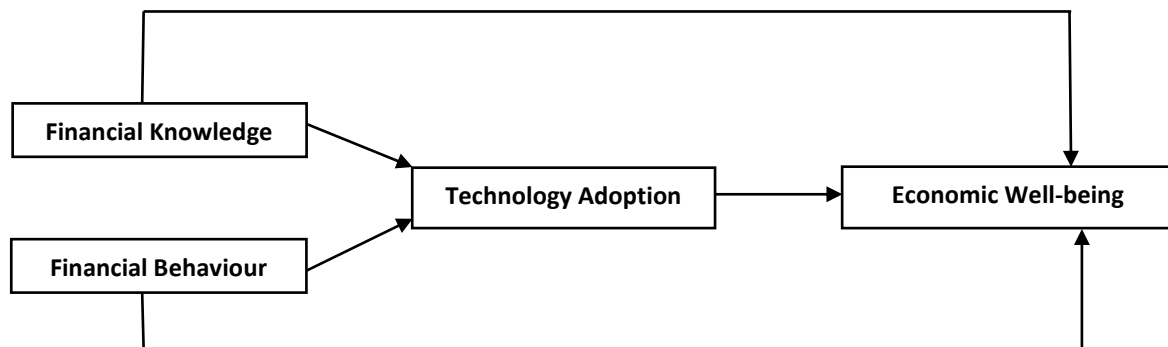 Financial Knowledge
Technology Adoption
Economic Well-being
Financial Behaviour